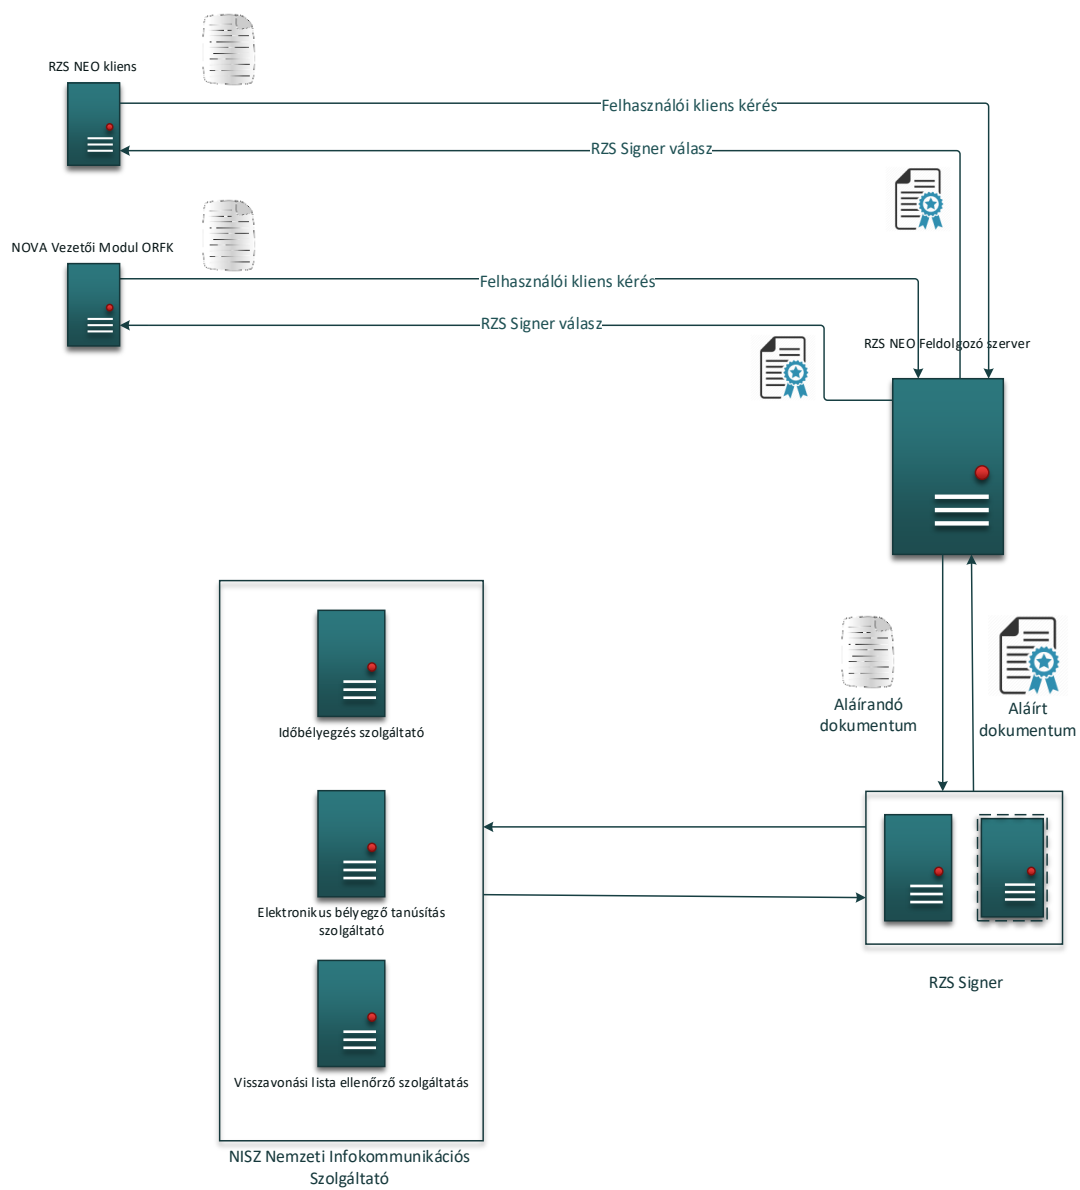 RZS NEO kliens
Felhasználói kliens kérés
RZS Signer válasz
NOVA Vezetői Modul ORFK
Felhasználói kliens kérés
RZS Signer válasz
RZS NEO Feldolgozó szerver
Aláírandó
dokumentum
Aláírt
dokumentum
Időbélyegzés szolgáltató
Elektronikus bélyegző tanúsítás
szolgáltató
RZS Signer
Visszavonási lista ellenőrző szolgáltatás
NISZ Nemzeti Infokommunikációs
Szolgáltató